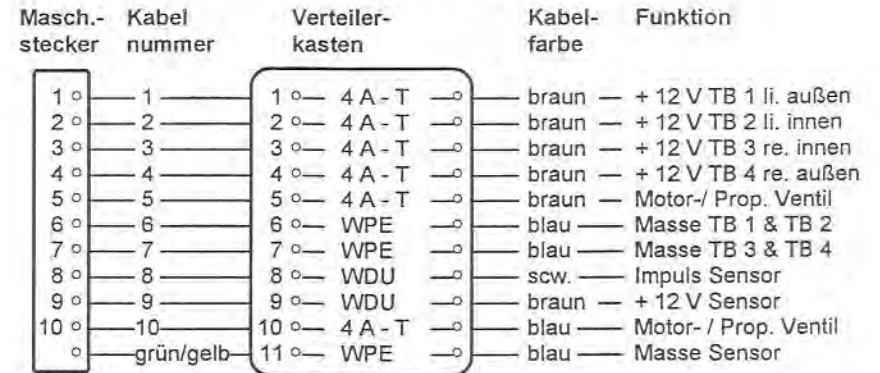 Masch.- Kabel Verteiler- Kabel- Funktion
stecker nummer kasten farbe
1 1 1 4 A - T braun + 12 V TB 1 li. außen
2 2 2 4 A - T braun + 12 V TB 2 li. innen
3 3 3 4 A - T braun + 12 V TB 3 re. innen
4 4 4 4 A - T braun + 12 V TB 4 re. außen
5 5 5 4 A - T braun Motor-/ Prop. Ventil
6 6 6 WPE blau Masse TB 1 & TB 2
7 7 7 WPE blau Masse TB 3 & TB 4
8 8 8 WDU scw. Impuls Sensor
9 9 9 WDU braun + 12 V Sensor
10 10 10 4 A - T blau Motor- / Prop. Ventil
grün/gelb 11 WPE blau Masse Sensor